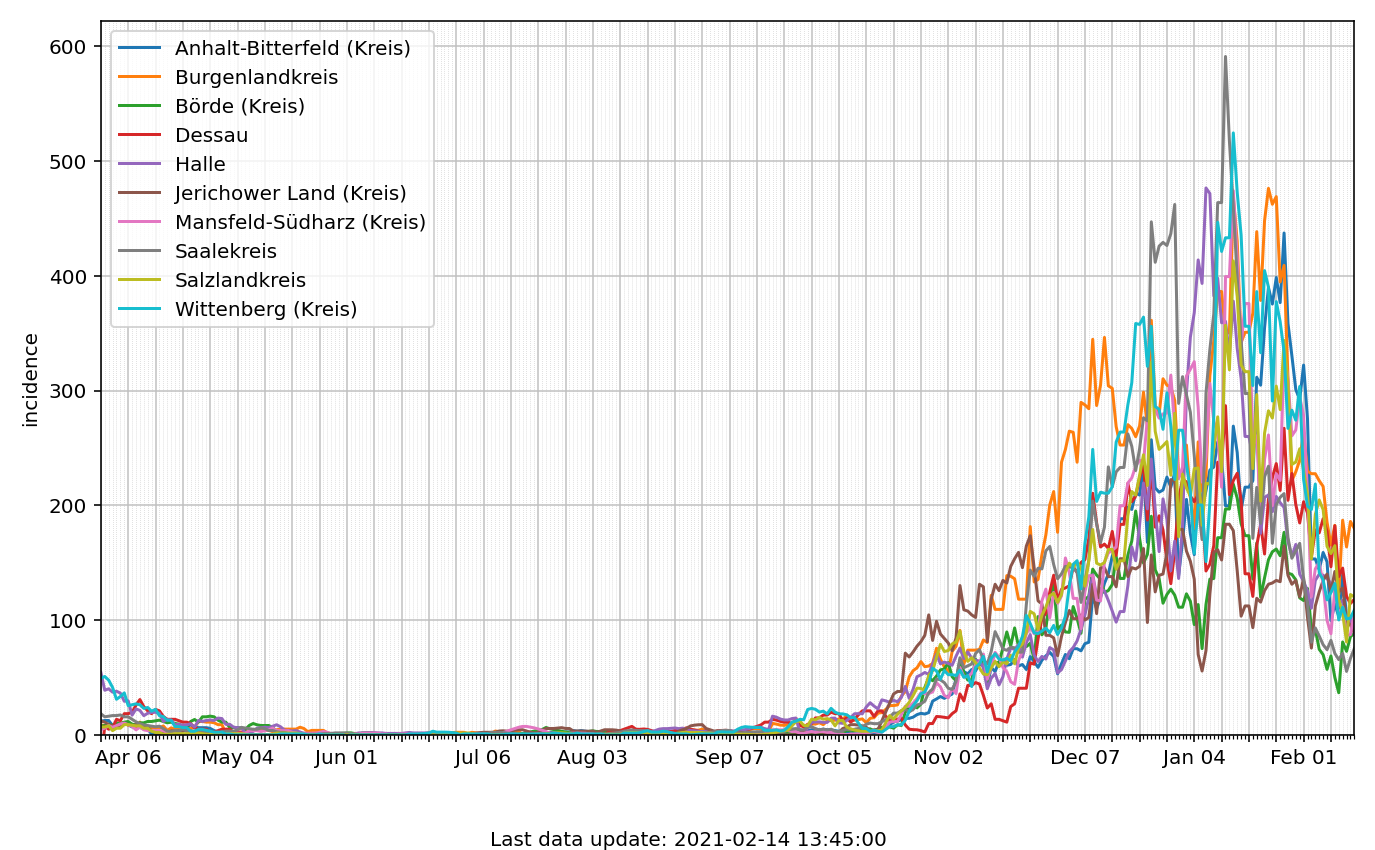 600
500
400
300
200
100
0
incidence
Anhalt-Bitterfeld (Kreis)
Burgenlandkreis
Börde (Kreis)
Dessau
Halle
Jerichower Land (Kreis)
Mansfeld-Südharz (Kreis)
Saalekreis
Salzlandkreis
Wittenberg (Kreis)
Apr 06 May 04 Jun 01 Jul 06 Aug 03 Sep 07 Oct 05 Nov 02 Dec 07 Jan 04 Feb 01
Last data update: 2021-02-14 13:45:00